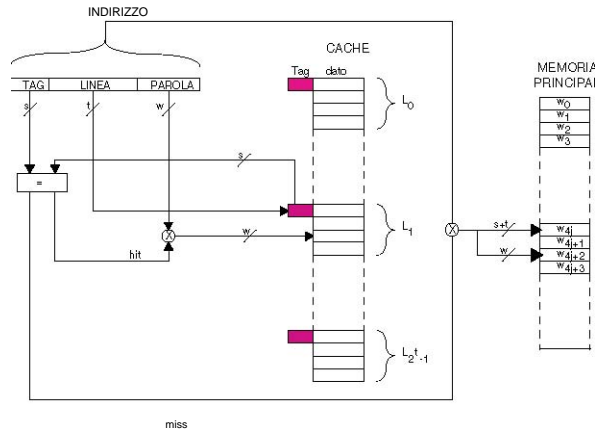 INDIRIZZO
CACHE
Tag dato
MEMORIA
PRINCIPAL
TAG LINEA PAROLA
s t w
L0
w0
w1
w2
w3
s
=
X
w
hit
L1
X
s+t
w
w4j
w4j+1
w4j+2
w4j+3
L2t-1
miss